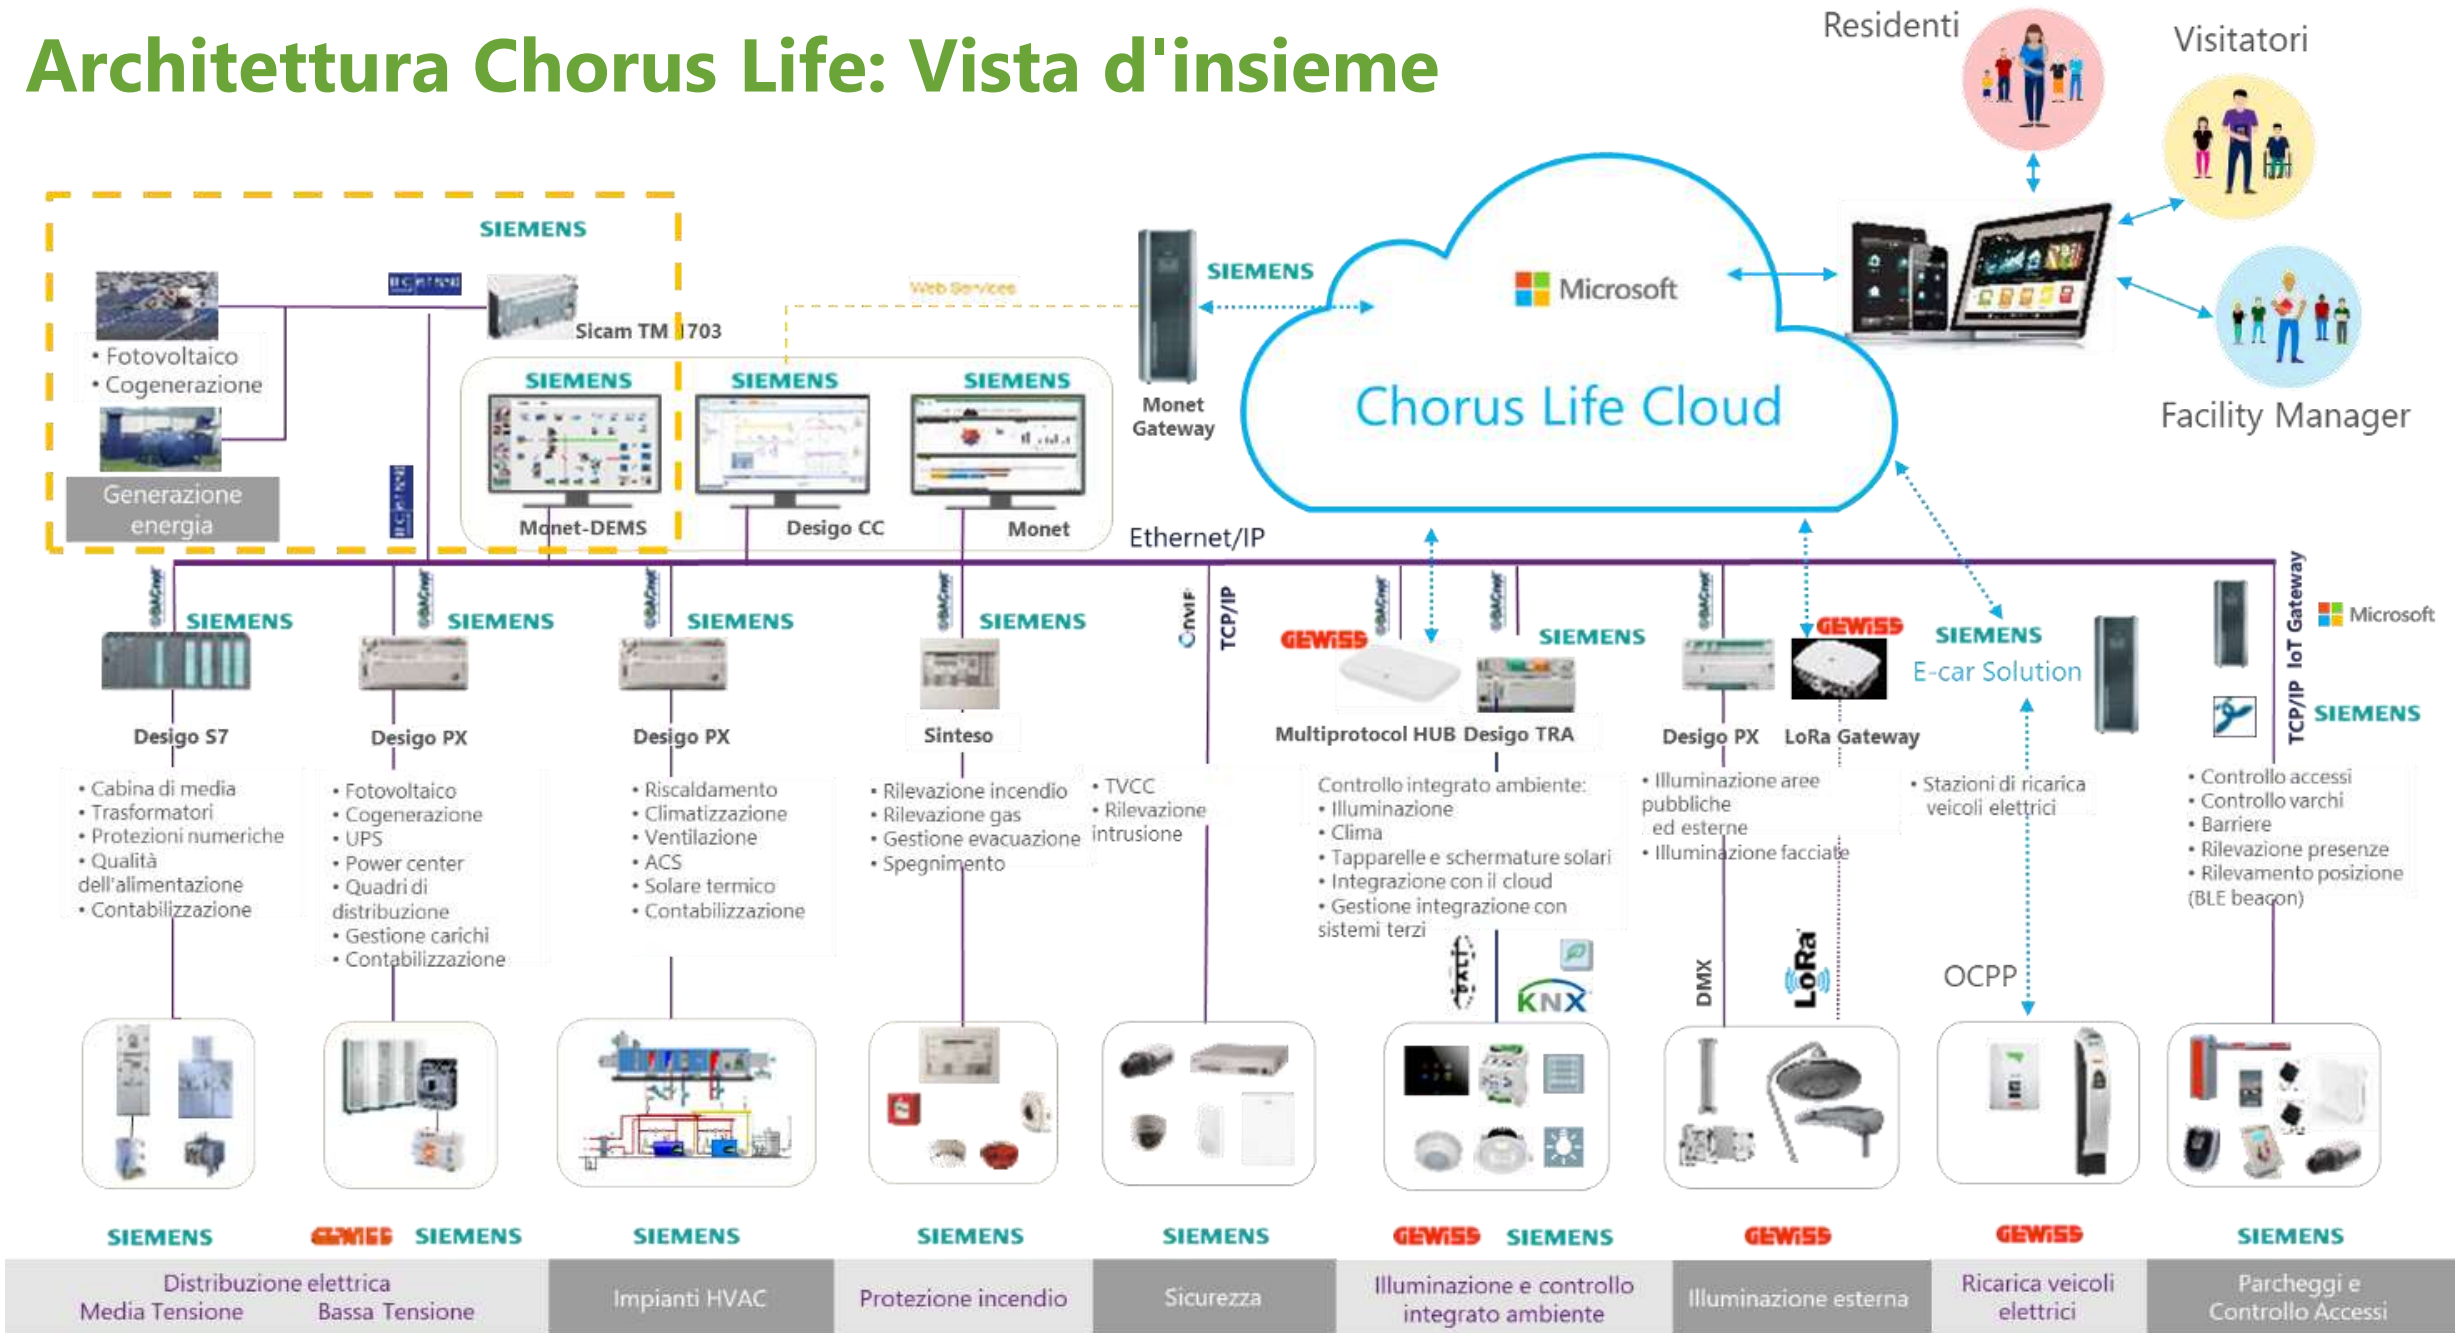 Architettura Chorus Life: Vista d'insieme
Residenti
Visitatori
Facility Manager
SIEMENS
Sicam TM 1703
• Fotovoltaico
• Cogenerazione
Generazione
energia
Web Services
SIEMENS
Monet-DEMS
SIEMENS
Desigo CC
SIEMENS
Monet
SIEMENS
Monet
Gateway
Microsoft
Chorus Life Cloud
Ethernet/IP
BACnet
SIEMENS
Desigo S7
• Cabina di media
• Trasformatori
• Protezioni numeriche
• Qualità
dell'alimentazione
• Contabilizzazione
BACnet
SIEMENS
Desigo PX
• Fotovoltaico
• Cogenerazione
• UPS
• Power center
• Quadri di
distribuzione
• Gestione carichi
• Contabilizzazione
BACnet
SIEMENS
Desigo PX
• Riscaldamento
• Climatizzazione
• Ventilazione
• ACS
• Solare termico
• Contabilizzazione
BACnet
SIEMENS
Sinteso
• Rilevazione incendio
• Rilevazione gas
• Gestione evacuazione
• Spegnimento
Onvif
TCP/IP
• TVCC
• Rilevazione
intrusione
GEWISS
BACnet
Multiprotocol HUB
BACnet
SIEMENS
Desigo TRA
Controllo integrato ambiente:
• Illuminazione
• Clima
• Tapparelle e schermature solari
• Integrazione con il cloud
• Gestione integrazione con
sistemi terzi
DALI
KNX
BACnet
Desigo PX
GEWISS
LoRa Gateway
• Illuminazione aree
pubbliche
ed esterne
• Illuminazione facciate
DMX
LoRa
SIEMENS
E-car Solution
• Stazioni di ricarica
veicoli elettrici
OCPP
TCP/IP IoT Gateway
Microsoft
SIEMENS
• Controllo accessi
• Controllo varchi
• Barriere
• Rilevazione presenze
• Rilevamento posizione
(BLE beacon)
SIEMENS
GEWISS SIEMENS
SIEMENS
SIEMENS
SIEMENS
GEWISS SIEMENS
GEWISS
GEWISS
SIEMENS
Distribuzione elettrica
Media Tensione Bassa Tensione
Impianti HVAC
Protezione incendio
Sicurezza
Illuminazione e controllo
integrato ambiente
Illuminazione esterna
Ricarica veicoli
elettrici
Parcheggi e
Controllo Accessi